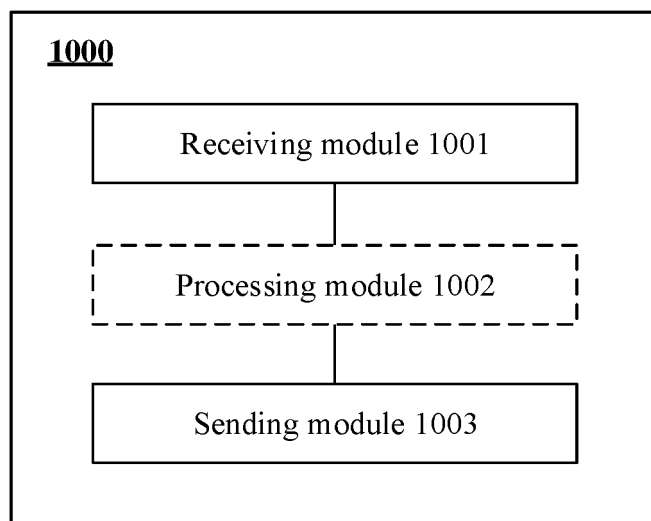 1000
Receiving module 1001
Processing module 1002
Sending module 1003